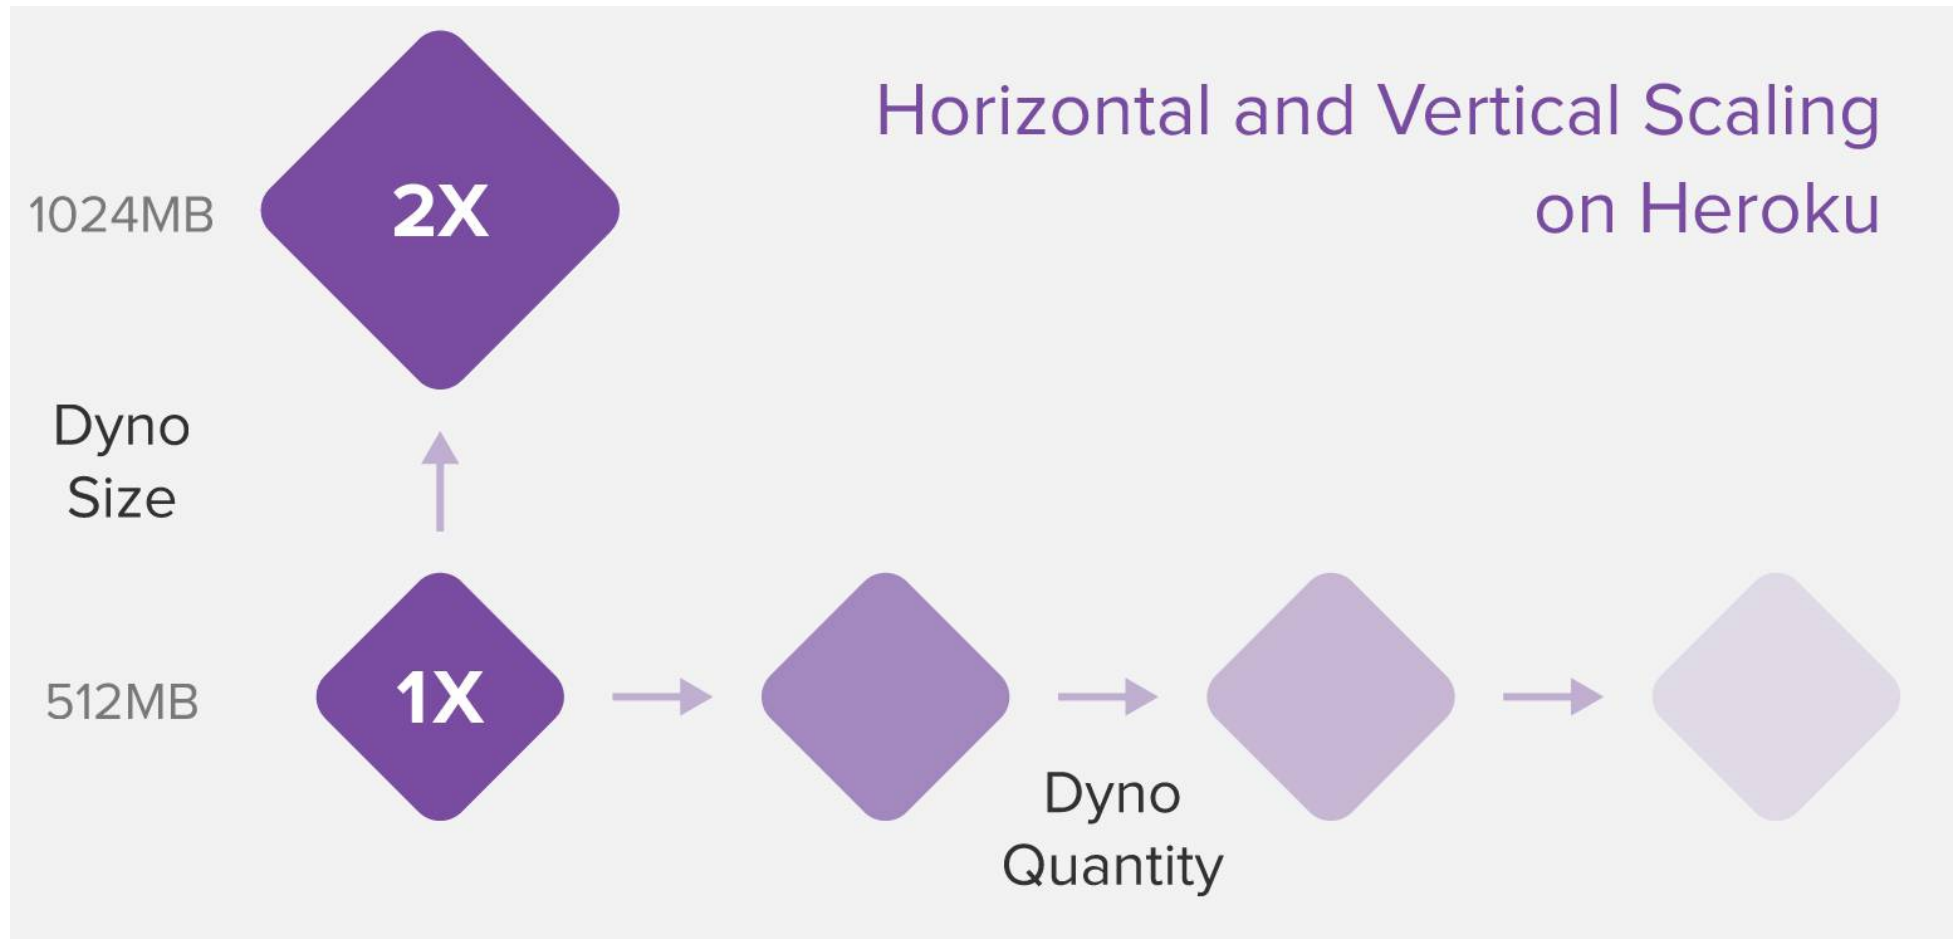 Horizontal and Vertical Scaling
on Heroku
2X
1024MB
Dyno
Size
1X
512MB
Dyno
Quantity